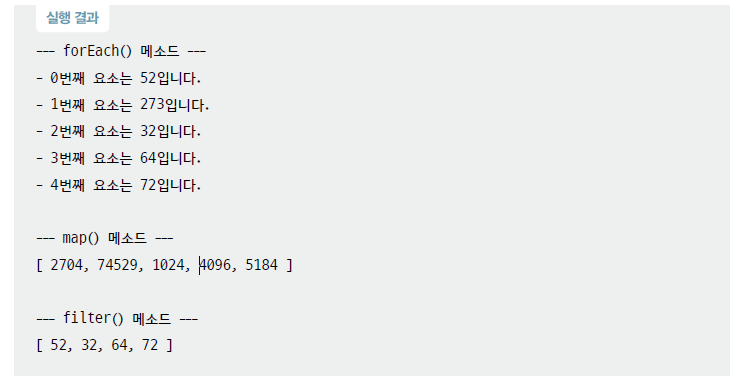 실행 결과
--- forEach() 메소드 ---
- 0번째 요소는 52입니다.
- 1번째 요소는 273입니다.
- 2번째 요소는 32입니다.
- 3번째 요소는 64입니다.
- 4번째 요소는 72입니다.
--- map() 메소드 ---
[ 2704, 74529, 1024, 4096, 5184 ]
--- filter() 메소드 ---
[ 52, 32, 64, 72 ]